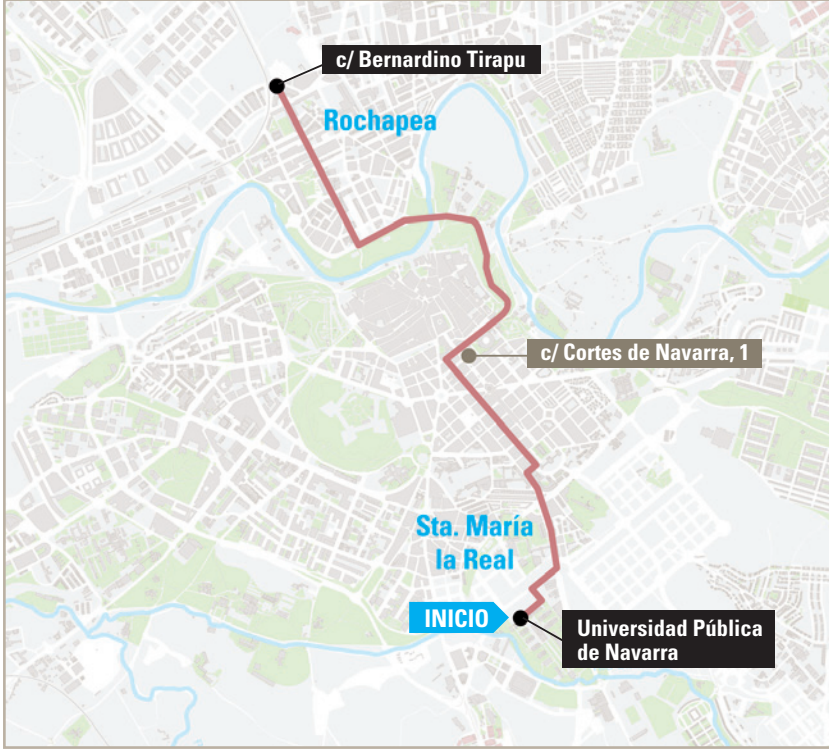 c/ Bernardino Tirapu
Rochapea
c/ Cortes de Navarra, 1
Sta. María
la Real
INICIO
Universidad Pública
de Navarra